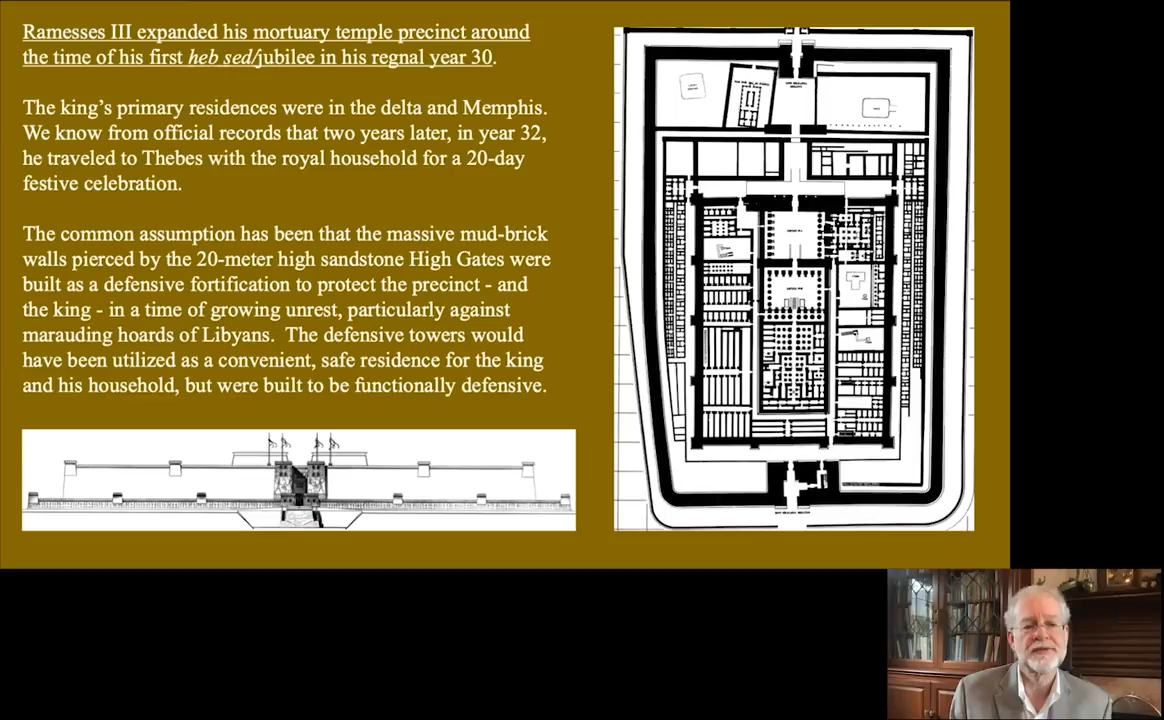 Ramesses III expanded his mortuary temple precinct around
the time of his first heb sed/jubilee in his regnal year 30.
The king's primary residences were in the delta and Memphis.
We know from official records that two years later, in year 32,
he traveled to Thebes with the royal household for a 20-day
festive celebration.
The common assumption has been that the massive mud-brick
walls pierced by the 20-meter high sandstone High Gates were
built as a defensive fortification to protect the precinct - and
the king - in a time of growing unrest, particularly against
marauding hoards of Libyans. The defensive towers would
have been utilized as a convenient, safe residence for the king
and his household, but were built to be functionally defensive.